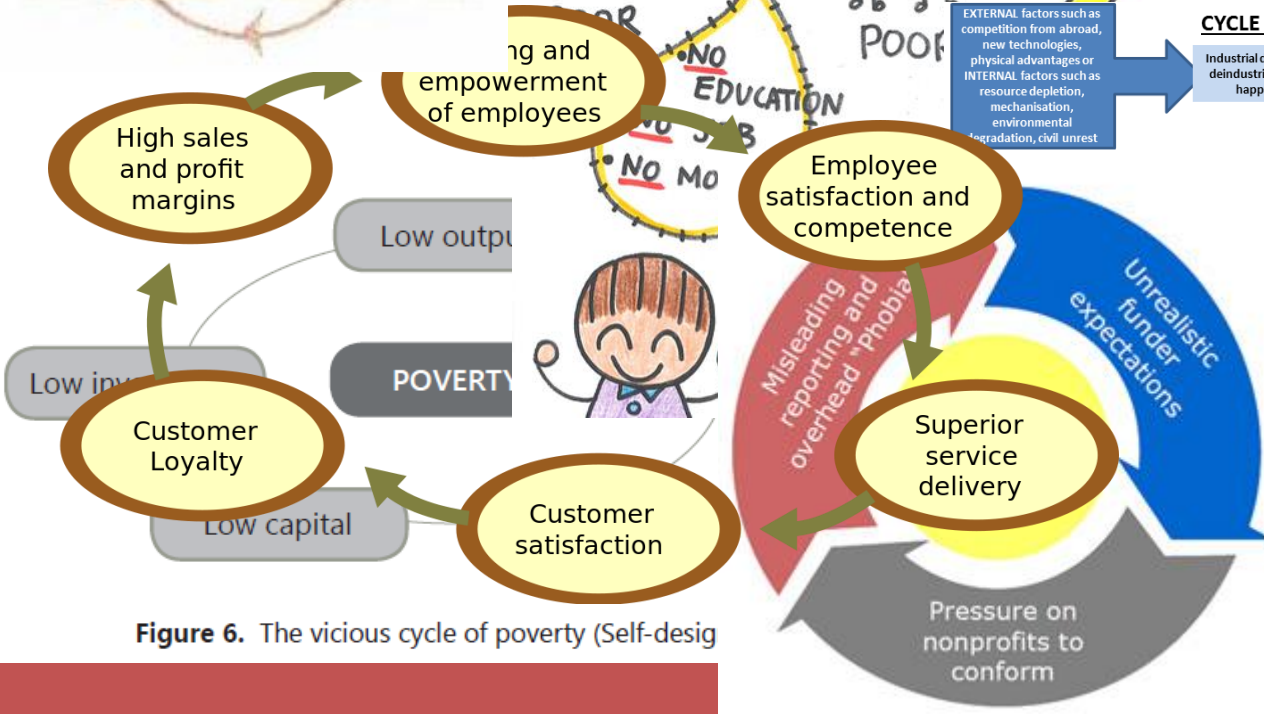 ng and
empowerment
of employees
High sales
and profit
margins
Employee
satisfaction and
competence
Superior
service
delivery
Customer
satisfaction
Customer
Loyalty
POOR
NO
EDUCATION
NO
NO MO
EXTERNAL factors such as
competition from abroad,
new technologies,
physical advantages or
INTERNAL factors such as
resource depletion,
mechanisation,
environmental
degradation, civil unrest
CYCLE
Industrial d
deindustri
happ
Low outpu
Low inv
POVERTY
Low capital
Misleading
reporting and
overhead "Phobia
Unrealistic
funder
expectations
Pressure on
nonprofits to
conform
Figure 6. The vicious cycle of poverty (Self-desig